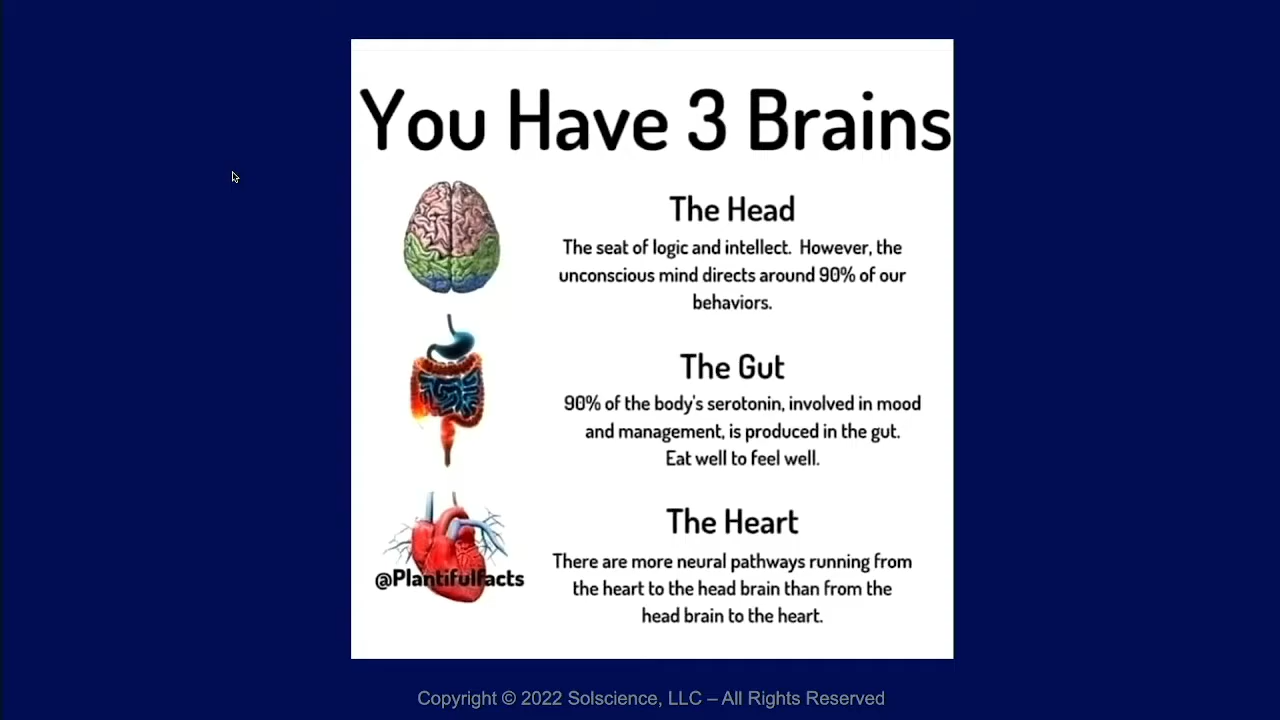 You Have 3 Brains
The Head
The seat of logic and intellect. However, the
unconscious mind directs around 90% of our
behaviors.
The Gut
90% of the body's serotonin, involved in mood
and management, is produced in the gut.
Eat well to feel well.
The Heart
There are more neural pathways running from
the heart to the head brain than from the
head brain to the heart.
@Plantifulfacts
Copyright © 2022 Solscience, LLC – All Rights Reserved